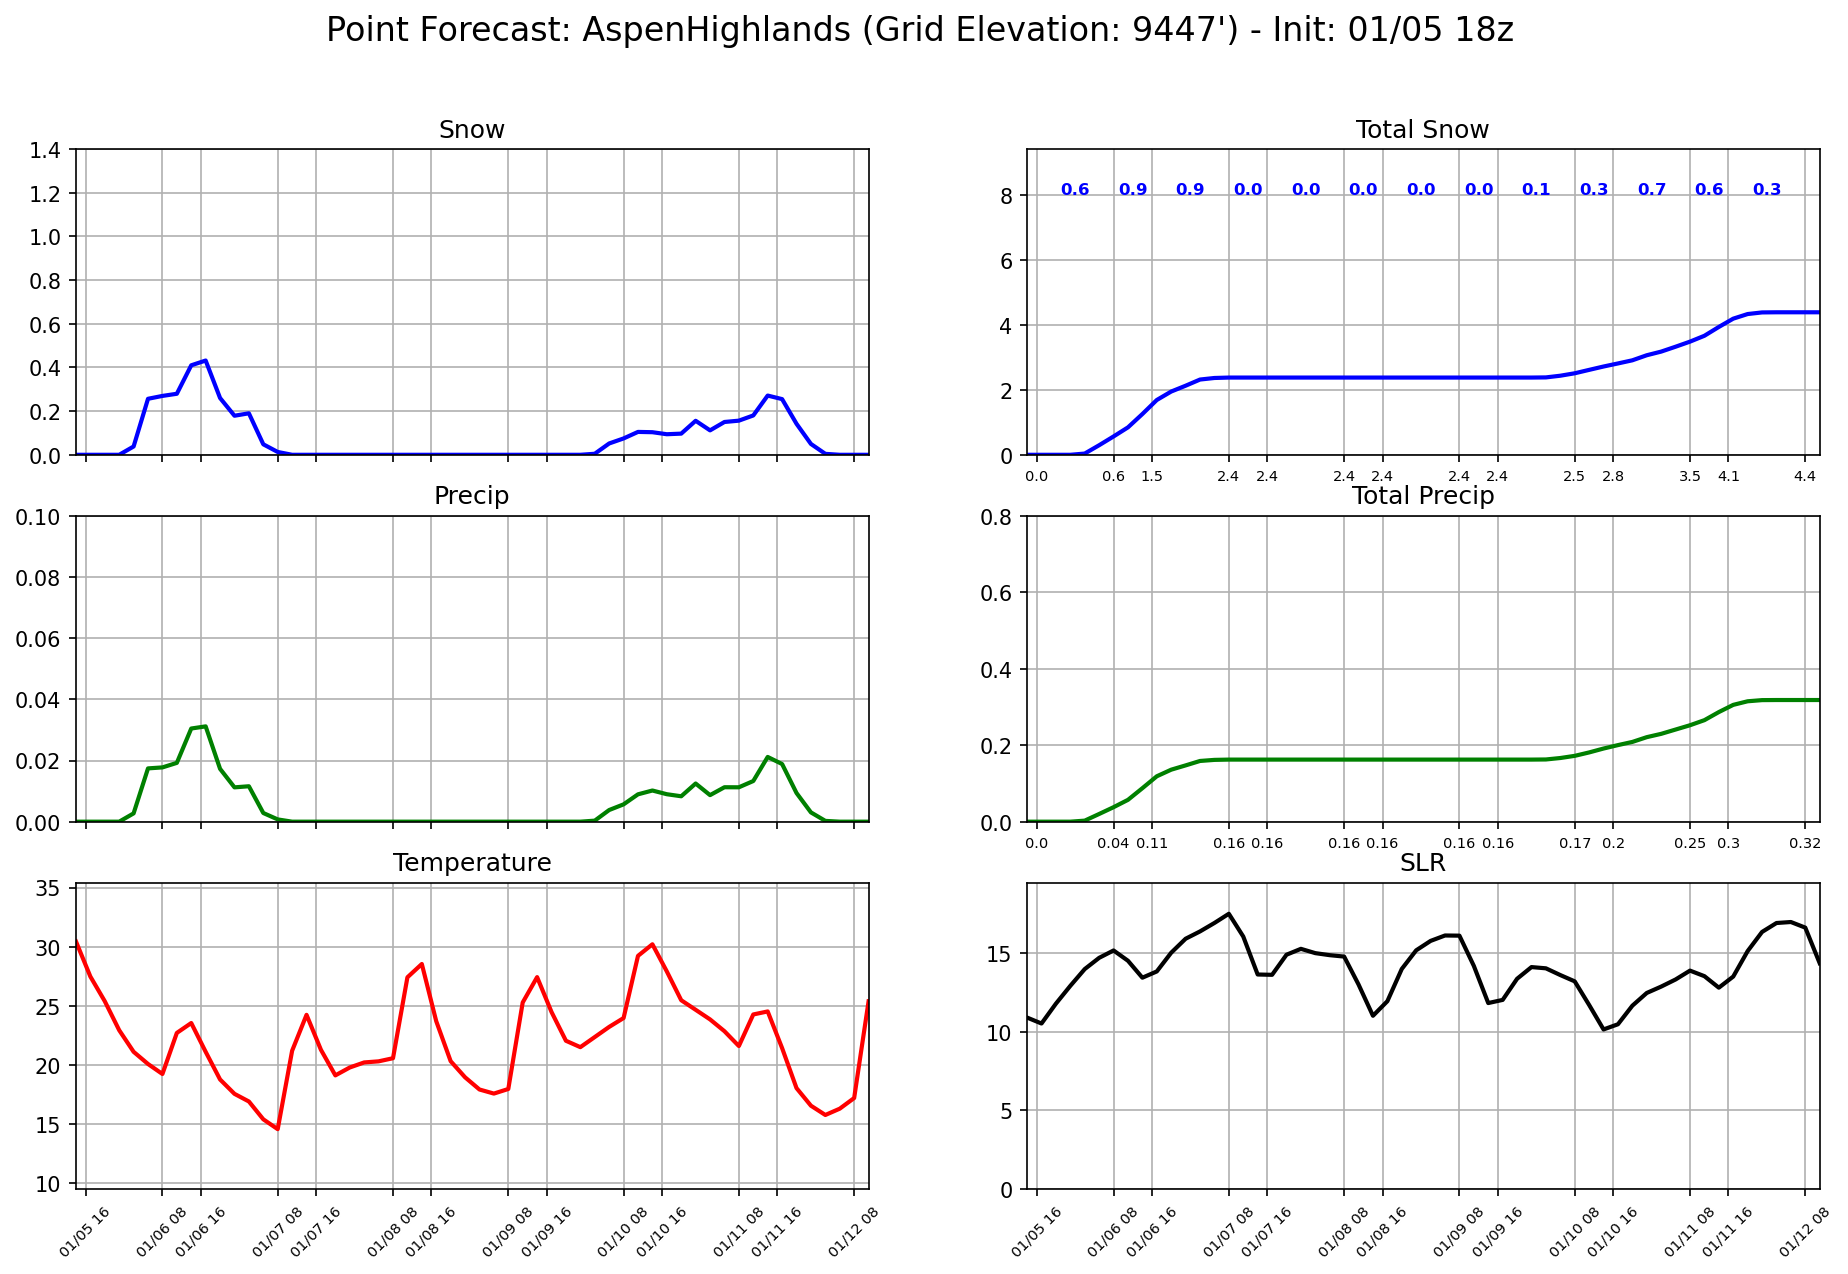 Point Forecast: AspenHighlands (Grid Elevation: 9447') - Init: 01/05 18z
Snow
1.4
1.2
1.0
0.8
0.6
0.4
0.2
0.0
Total Snow
0.6 0.9 0.9 0.0 0.0 0.0 0.0 0.0 0.1 0.3 0.7 0.6 0.3
8
6
4
2
0
0.0 0.6 1.5 2.4 2.4 2.4 2.4 2.4 2.4 2.5 2.8 3.5 4.1 4.4
Precip
0.10
0.08
0.06
0.04
0.02
0.00
Total Precip
0.8
0.6
0.4
0.2
0.0
0.0 0.04 0.11 0.16 0.16 0.16 0.16 0.16 0.16 0.17 0.2 0.25 0.3 0.32
Temperature
35
30
25
20
15
10
01/05 16 01/06 08 01/06 16 01/07 08 01/07 16 01/08 08 01/08 16 01/09 08 01/09 16 01/10 08 01/10 16 01/11 08 01/11 16 01/12 08
SLR
15
10
5
0
01/05 16 01/06 08 01/06 16 01/07 08 01/07 16 01/08 08 01/08 16 01/09 08 01/09 16 01/10 08 01/10 16 01/11 08 01/11 16 01/12 08